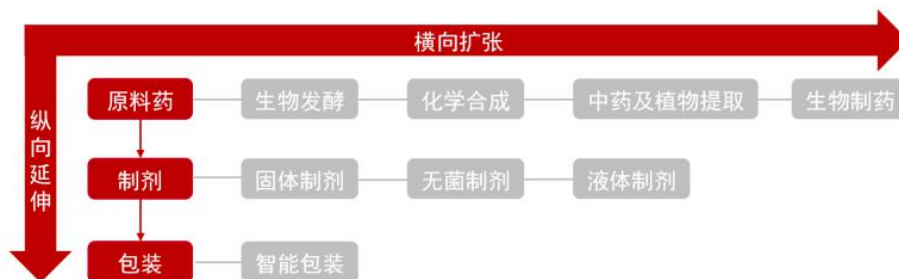 横向扩张
纵向延伸
原料药 生物发酵 化学合成 中药及植物提取 生物制药
制剂 固体制剂 无菌制剂 液体制剂
包装 智能包装